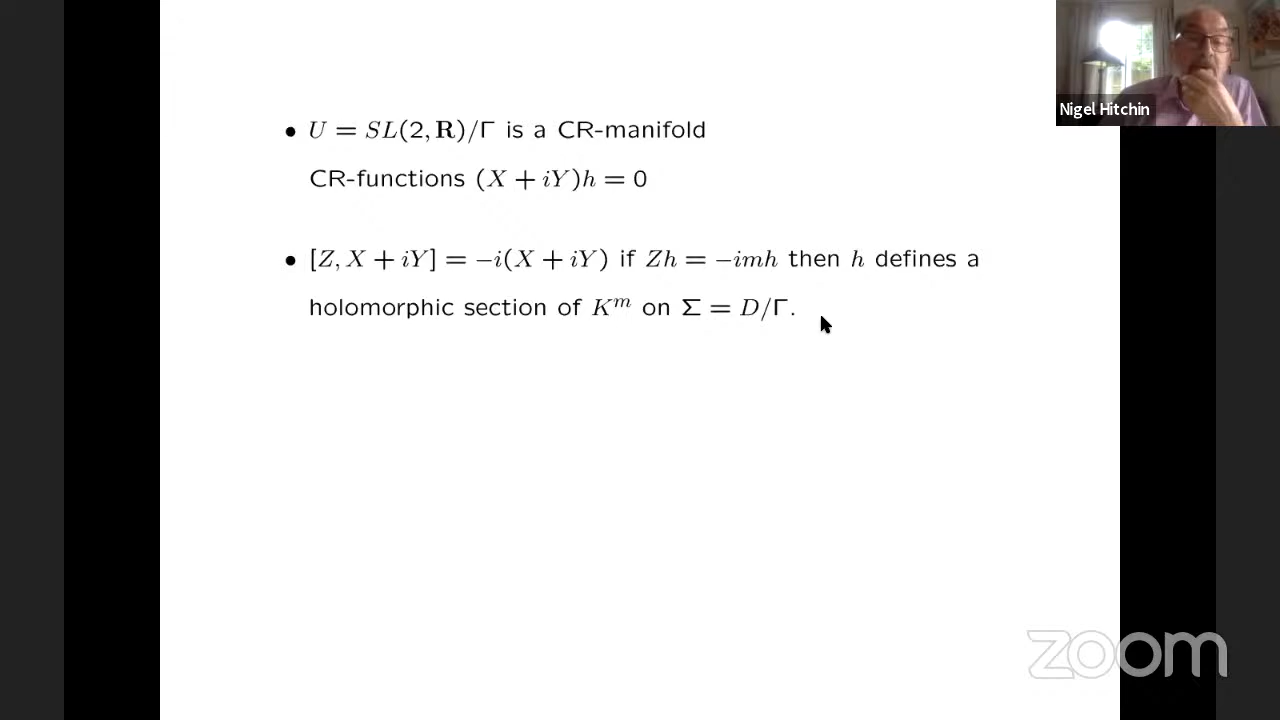 Nigel Hitchin
• U = SL(2, R)/Γ is a CR-manifold
CR-functions (X + iY)h = 0
• [Z, X + iY] = −i(X + iY) if Zh = −imh then h defines a
holomorphic section of Kᵐ on Σ = D/Γ.
zoom